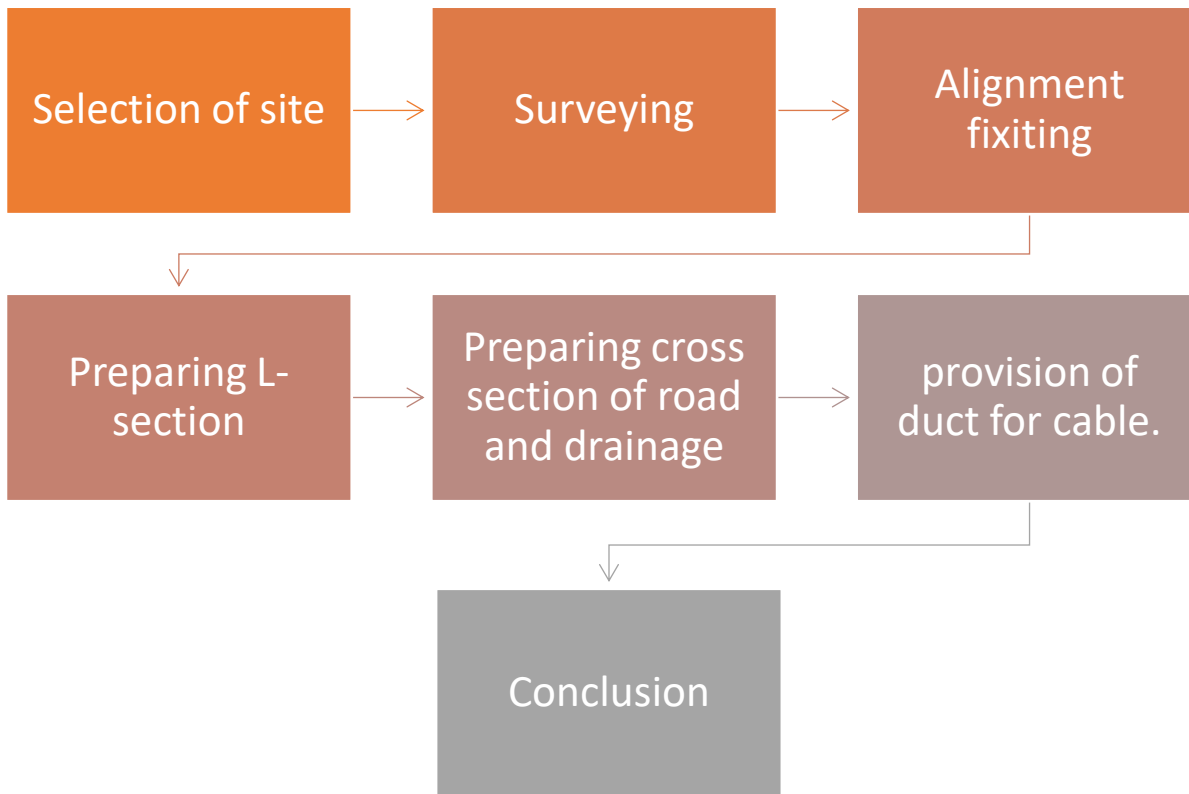 Selection of site
Surveying
Alignment
fixiting
Preparing L-
section
Preparing cross
section of road
and drainage
provision of
duct for cable.
Conclusion